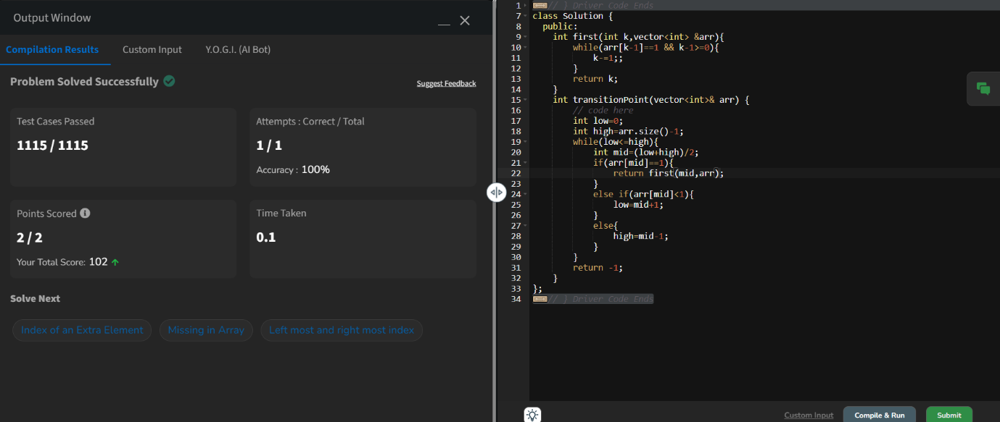 Output Window
Compilation Results
Custom Input
Y.O.G.I. (AI Bot)
Problem Solved Successfully
Suggest Feedback
Test Cases Passed
1115 / 1115
Attempts : Correct / Total
1 / 1
Accuracy : 100%
Points Scored
2 / 2
Your Total Score: 102
Time Taken
0.1
Solve Next
Index of an Extra Element
Missing in Array
Left most and right most index
1 // } Driver Code Ends
7 class Solution {
8 public:
9 int first(int k,vector<int> &arr){
10 while(arr[k-1]==1 && k-1>=0){
11 k-=1;;
12 }
13 return k;
14 }
15 int transitionPoint(vector<int>& arr) {
16 // code here
17 int low=0;
18 int high=arr.size()-1;
19 while(low<=high){
20 int mid=(low+high)/2;
21 if(arr[mid]==1){
22 return first(mid,arr);
23 }
24 else if(arr[mid]<1){
25 low=mid+1;
26 }
27 else{
28 high=mid-1;
29 }
30 }
31 return -1;
32 }
33 };
34 // } Driver Code Ends
Custom Input
Compile & Run
Submit